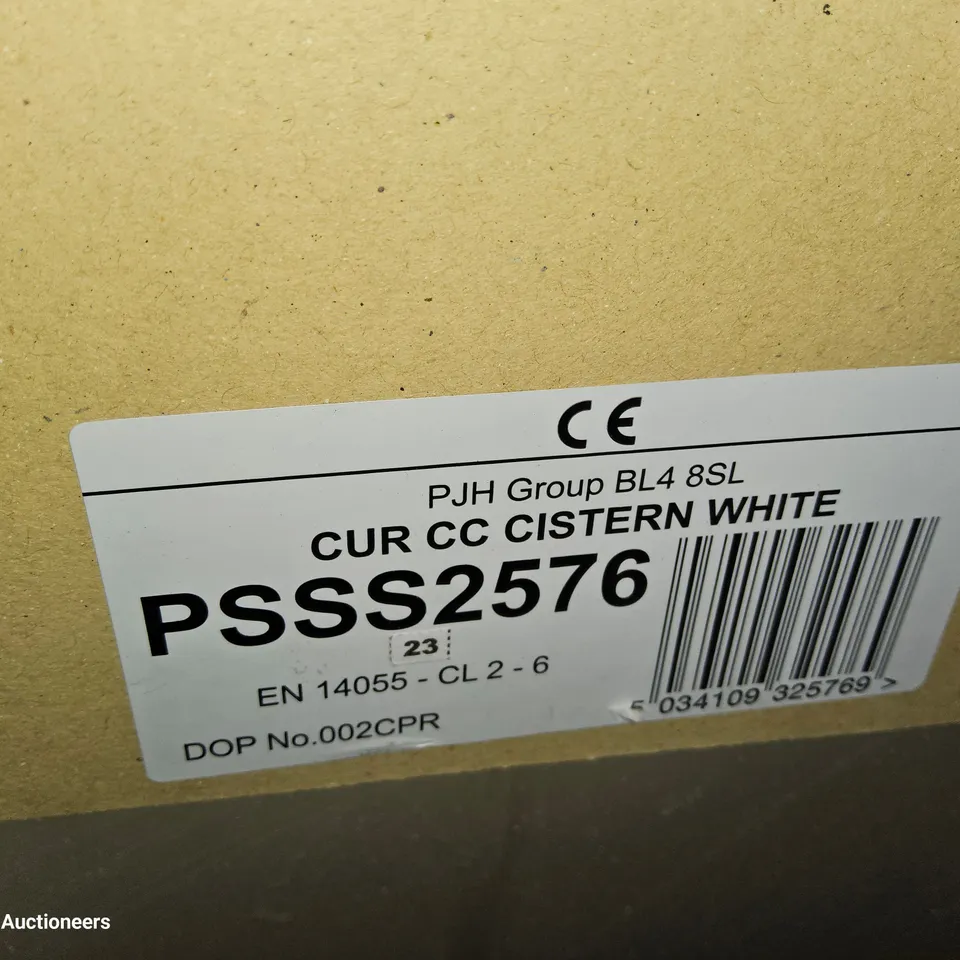 CE
PJH Group BL4 8SL
CUR CC CISTERN WHITE
PSSS2576
23
EN 14055 - CL 2 - 6
DOP No.002CPR
5 034109 325769 >
Auctioneers